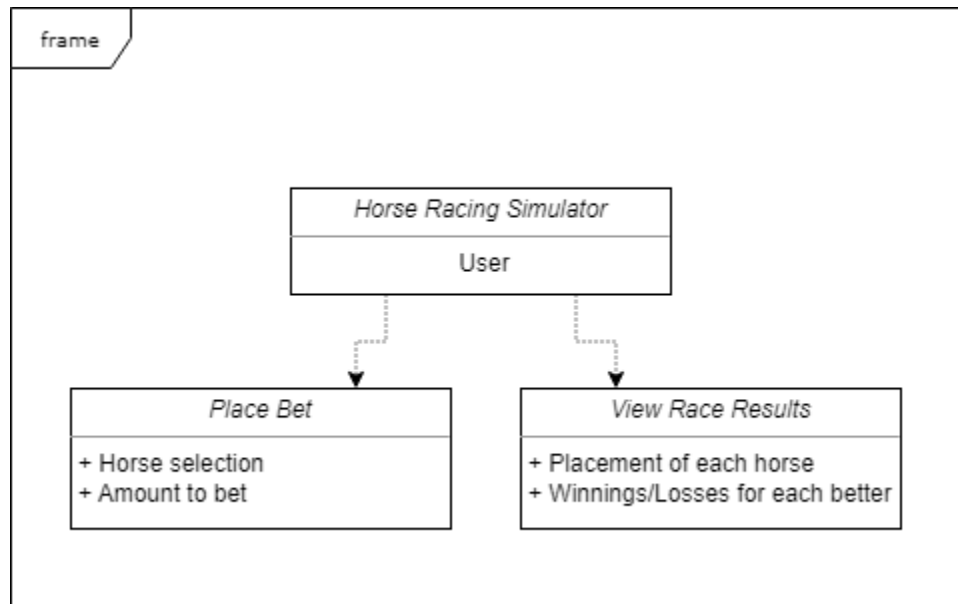 frame
Horse Racing Simulator
User
Place Bet
+ Horse selection
+ Amount to bet
View Race Results
+ Placement of each horse
+ Winnings/Losses for each better